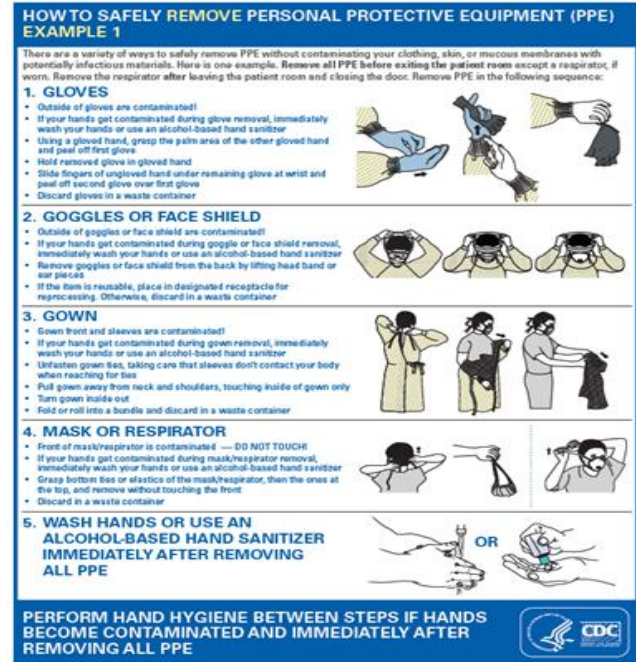 HOW TO SAFELY REMOVE PERSONAL PROTECTIVE EQUIPMENT (PPE)
EXAMPLE 1
There are a variety of ways to safely remove PPE without contaminating your clothing, skin, or mucous membranes with
potentially infectious materials. Here is one example. Remove all PPE before exiting the patient room except a respirator, if
worn. Remove the respirator after leaving the patient room and closing the door. Remove PPE in the following sequence:
1. GLOVES
• Outside of gloves are contaminated!
• If your hands get contaminated during glove removal, immediately
wash your hands or use an alcohol-based hand sanitizer
• Using a gloved hand, grasp the palm area of the other gloved hand
and peel off first glove
• Hold removed glove in gloved hand
• Slide fingers of ungloved hand under remaining glove at wrist and
peel off second glove over first glove
• Discard gloves in a waste container
2. GOGGLES OR FACE SHIELD
• Outside of goggles or face shield are contaminated!
• If your hands get contaminated during goggle or face shield removal,
immediately wash your hands or use an alcohol-based hand sanitizer
• Remove goggles or face shield from the back by lifting head band or
ear pieces
• If the item is reusable, place in designated receptacle for
reprocessing. Otherwise, discard in a waste container
3. GOWN
• Gown front and sleeves are contaminated!
• If your hands get contaminated during gown removal, immediately
wash your hands or use an alcohol-based hand sanitizer
• Unfasten gown ties, taking care that sleeves don't contact your body
when reaching for ties
• Pull gown away from neck and shoulders, touching inside of gown only
• Turn gown inside out
• Fold or roll into a bundle and discard in a waste container
4. MASK OR RESPIRATOR
• Front of mask/respirator is contaminated — DO NOT TOUCH!
• If your hands get contaminated during mask/respirator removal,
immediately wash your hands or use an alcohol-based hand sanitizer
• Grasp bottom ties or elastics of the mask/respirator, then the ones at
the top, and remove without touching the front
• Discard in a waste container
5. WASH HANDS OR USE AN
ALCOHOL-BASED HAND SANITIZER
IMMEDIATELY AFTER REMOVING
ALL PPE
OR
PERFORM HAND HYGIENE BETWEEN STEPS IF HANDS
BECOME CONTAMINATED AND IMMEDIATELY AFTER
REMOVING ALL PPE
CDC